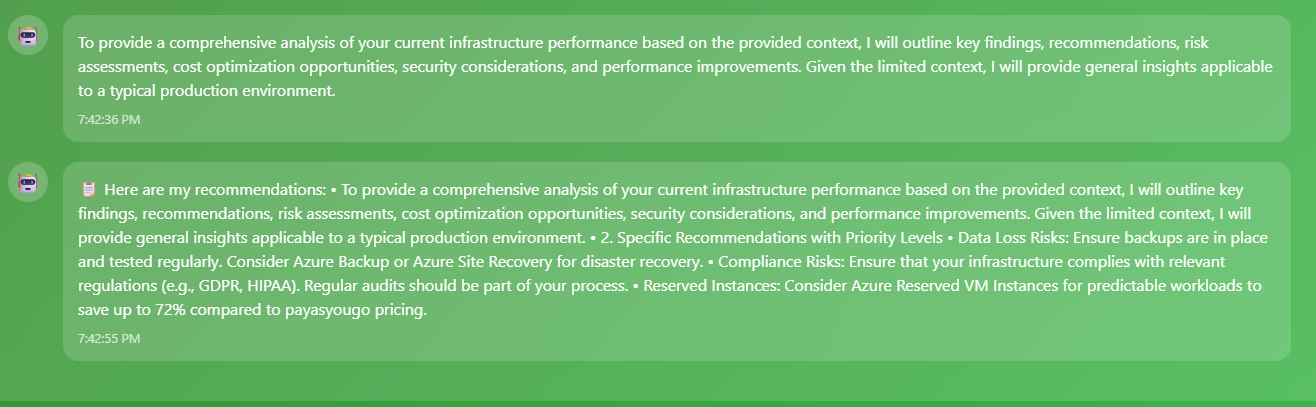 To provide a comprehensive analysis of your current infrastructure performance based on the provided context, I will outline key findings, recommendations, risk
assessments, cost optimization opportunities, security considerations, and performance improvements. Given the limited context, I will provide general insights applicable
to a typical production environment.
7:42:36 PM
📋 Here are my recommendations: • To provide a comprehensive analysis of your current infrastructure performance based on the provided context, I will outline key
findings, recommendations, risk assessments, cost optimization opportunities, security considerations, and performance improvements. Given the limited context, I will
provide general insights applicable to a typical production environment. • 2. Specific Recommendations with Priority Levels • Data Loss Risks: Ensure backups are in place
and tested regularly. Consider Azure Backup or Azure Site Recovery for disaster recovery. • Compliance Risks: Ensure that your infrastructure complies with relevant
regulations (e.g., GDPR, HIPAA). Regular audits should be part of your process. • Reserved Instances: Consider Azure Reserved VM Instances for predictable workloads to
save up to 72% compared to payasyougo pricing.
7:42:55 PM